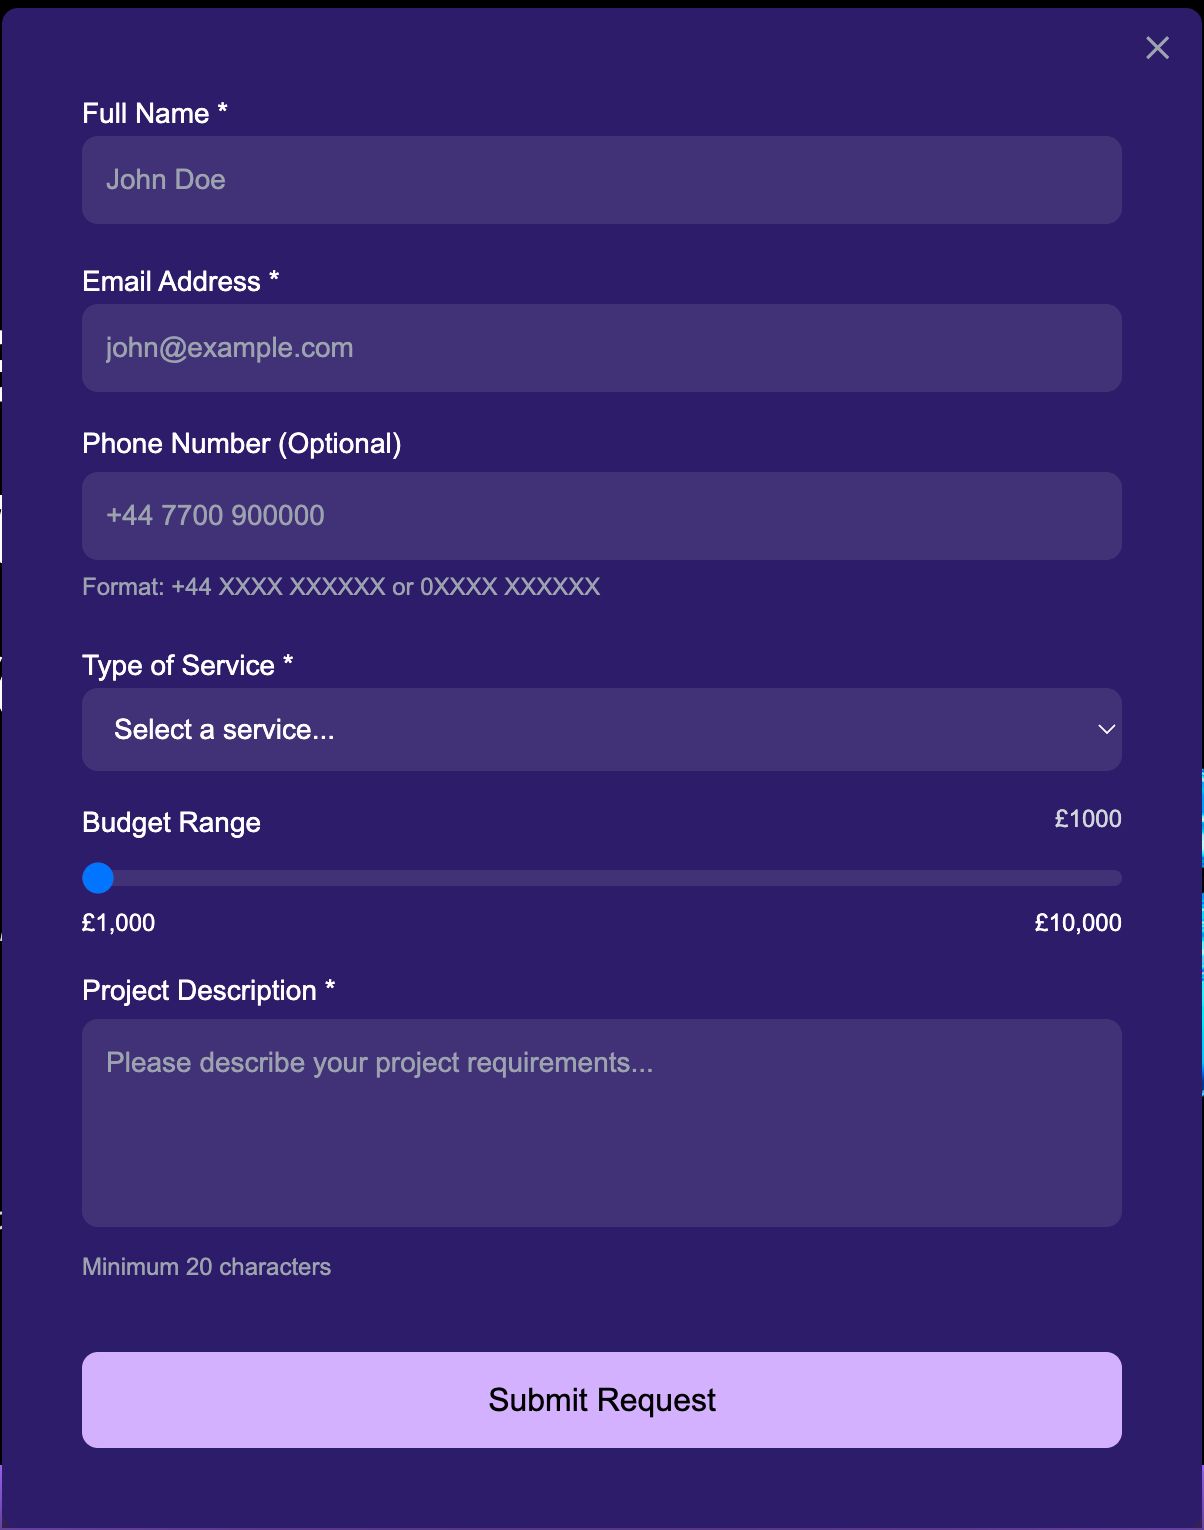 Full Name *
John Doe
Email Address *
john@example.com
Phone Number (Optional)
+44 7700 900000
Format: +44 XXXX XXXXXX or 0XXXX XXXXXX
Type of Service *
Select a service...
Budget Range £1000
£1,000 £10,000
Project Description *
Please describe your project requirements...
Minimum 20 characters
Submit Request